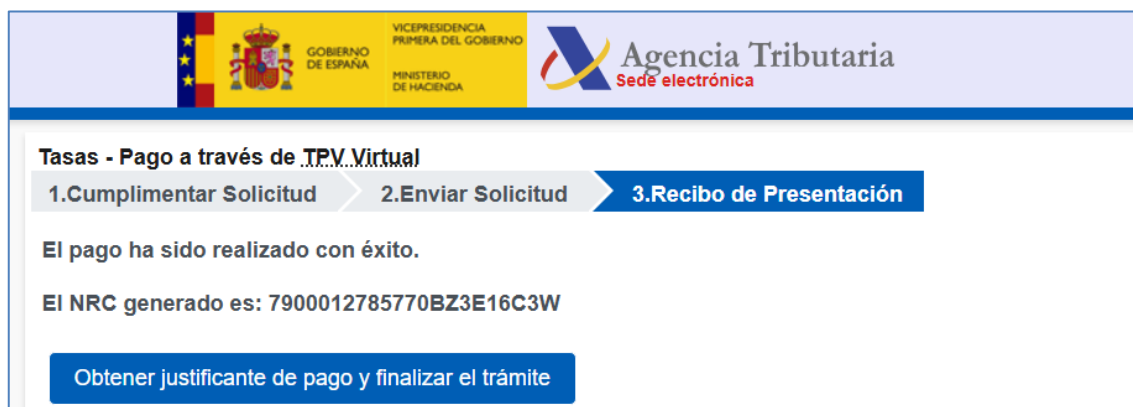 GOBIERNO
DE ESPAÑA
VICEPRESIDENCIA
PRIMERA DEL GOBIERNO
MINISTERIO
DE HACIENDA
Agencia Tributaria
Sede electrónica
Tasas - Pago a través de TPV Virtual
1.Cumplimentar Solicitud
2.Enviar Solicitud
3.Recibo de Presentación
El pago ha sido realizado con éxito.
El NRC generado es: 7900012785770BZ3E16C3W
Obtener justificante de pago y finalizar el trámite